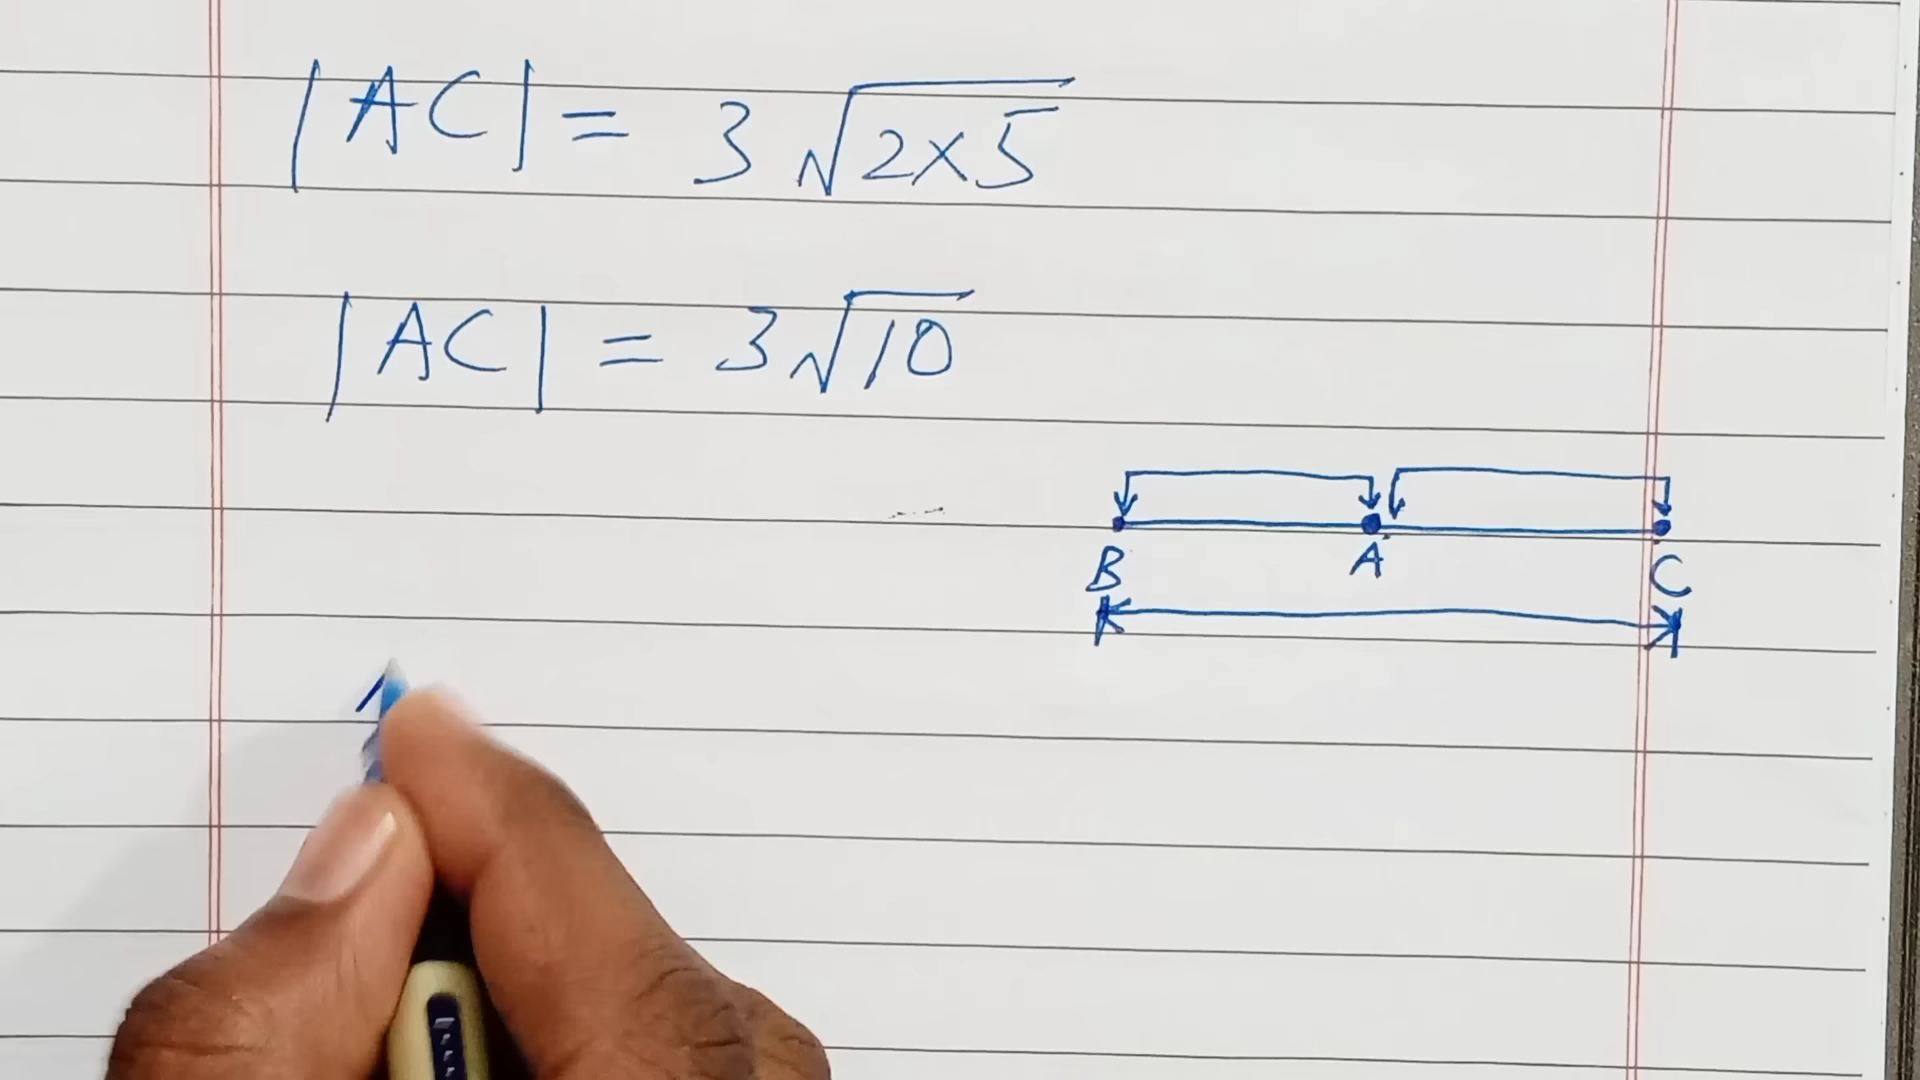 |AC| = 3√2×5
|AC| = 3√10
B A C